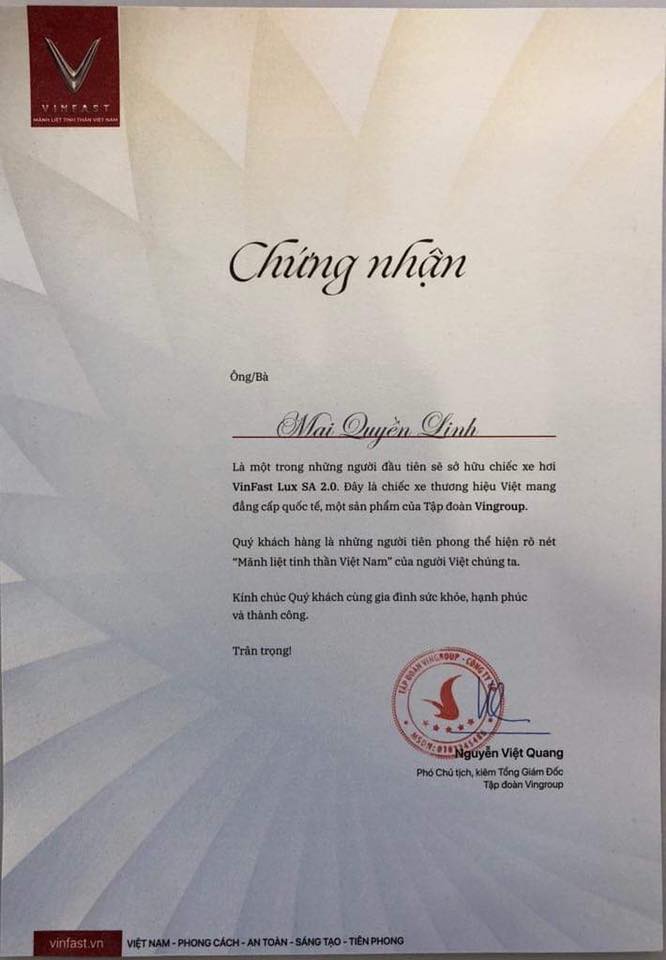 VINFAST
MÃNH LIỆT TINH THẦN VIỆT NAM
Chứng nhận
Ông/Bà
Mai Quyền Linh
Là một trong những người đầu tiên sẽ sở hữu chiếc xe hơi
VinFast Lux SA 2.0. Đây là chiếc xe thương hiệu Việt mang
đẳng cấp quốc tế, một sản phẩm của Tập đoàn Vingroup.
Quý khách hàng là những người tiên phong thể hiện rõ nét
“Mãnh liệt tinh thần Việt Nam” của người Việt chúng ta.
Kính chúc Quý khách cùng gia đình sức khỏe, hạnh phúc
và thành công.
Trân trọng!
TẬP ĐOÀN VINGROUP - CÔNG TY
MSDN:
Nguyễn Việt Quang
Phó Chủ tịch, kiêm Tổng Giám Đốc
Tập đoàn Vingroup
vinfast.vn
VIỆT NAM - PHONG CÁCH - AN TOÀN - SÁNG TẠO - TIÊN PHONG